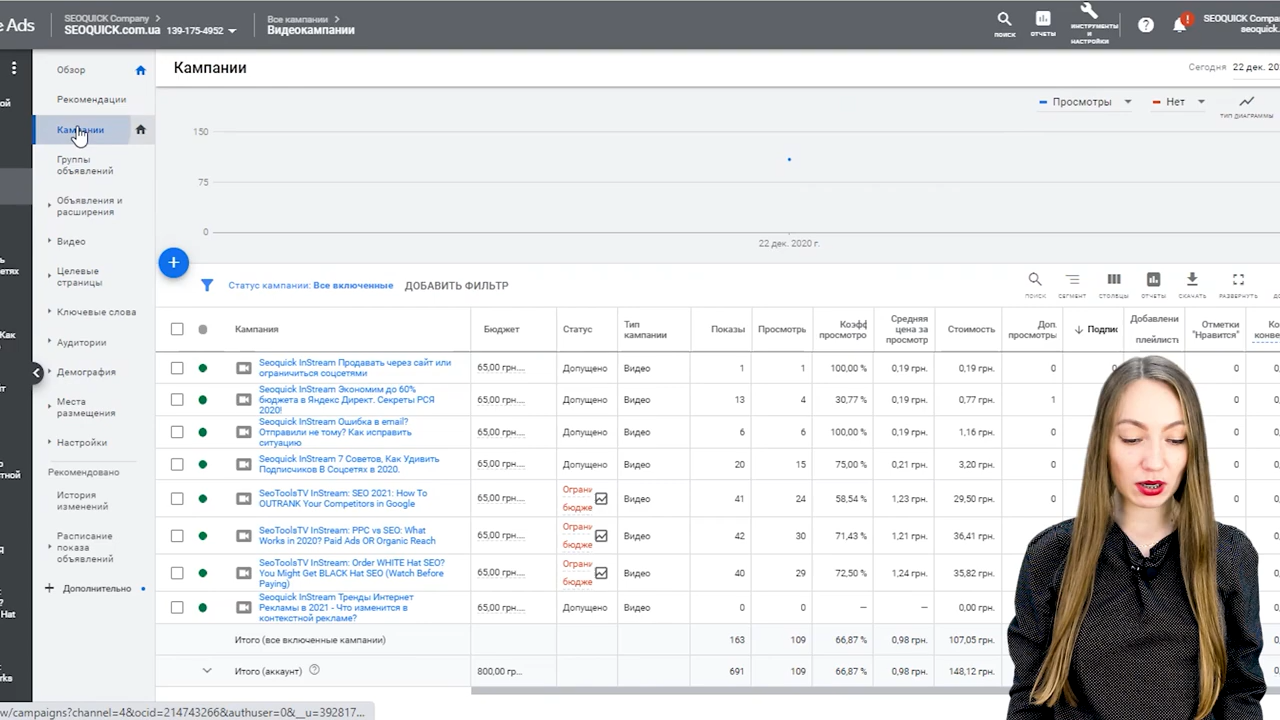 e Ads
SEOQUICK Company
SEOQUICK.com.ua 139-175-4952
Все кампании
Видеокампании
ПОИСК
ОТЧЕТЫ
ИНСТРУМЕНТЫ
И
НАСТРОЙКИ
SEOQUICK Compa
seoquick.
Обзор
Рекомендации
Кампании
Группы
объявлений
Объявления и
расширения
Видео
Целевые
страницы
Ключевые слова
Аудитории
Демография
Места
размещения
Настройки
Рекомендовано
История
изменений
Расписание
показа
объявлений
Дополнительно
Кампании
Сегодня 22 дек. 20
Просмотры
Нет
ТИП ДИАГРАММЫ
150
75
0
22 дек. 2020 г.
Статус кампании: Все включенные ДОБАВИТЬ ФИЛЬТР
ПОИСК СЕГМЕНТ СТОЛБЦЫ ОТЧЕТЫ СКАЧАТЬ РАЗВЕРНУТЬ
Кампания Бюджет Статус Тип кампании Показы Просмотры Коэфф просмотро Средняя цена за просмотр Стоимость Доп. просмотры Подпис Добавлени плейлист Отметки "Нравится" Ко конве
Seoquick InStream Продавать через сайт или
ограничиться соцсетями
65,00 грн.... Допущено Видео 1 1 100,00 % 0,19 грн. 0,19 грн. 0 0 0
Seoquick InStream Экономим до 60%
бюджета в Яндекс Директ. Секреты РСЯ
2020!
65,00 грн.... Допущено Видео 13 4 30,77 % 0,19 грн. 0,77 грн. 1 0
Seoquick InStream Ошибка в email?
Отправили не тому? Как исправить
ситуацию
65,00 грн.... Допущено Видео 6 6 100,00 % 0,19 грн. 1,16 грн. 0 0
Seoquick InStream 7 Советов, Как Удивить
Подписчиков В Соцсетях в 2020.
65,00 грн.... Допущено Видео 20 15 75,00 % 0,21 грн. 3,20 грн. 0 0
SeoToolsTV InStream: SEO 2021: How To
OUTRANK Your Competitors in Google
65,00 грн.... Ограни бюдже Видео 41 24 58,54 % 1,23 грн. 29,50 грн. 0 0
SeoToolsTV InStream: PPC vs SEO: What
Works in 2020? Paid Ads OR Organic Reach
65,00 грн.... Ограни бюдже Видео 42 30 71,43 % 1,21 грн. 36,41 грн. 0 0
SeoToolsTV InStream: Order WHITE Hat SEO?
You Might Get BLACK Hat SEO (Watch Before
Paying)
65,00 грн.... Ограни бюдже Видео 40 29 72,50 % 1,24 грн. 35,82 грн. 0
Seoquick InStream Тренды Интернет
Рекламы в 2021 - Что изменится в
контекстной рекламе?
65,00 грн.... Допущено Видео 0 0 — — 0,00 грн.
Итого (все включенные кампании) 163 109 66,87 % 0,98 грн. 107,05 грн.
Итого (аккаунт) 800,00 гр... 691 109 66,87 % 0,98 грн. 148,12 грн.
w/campaigns?channel=4&ocid=214743266&authuser=0&__u=392817...